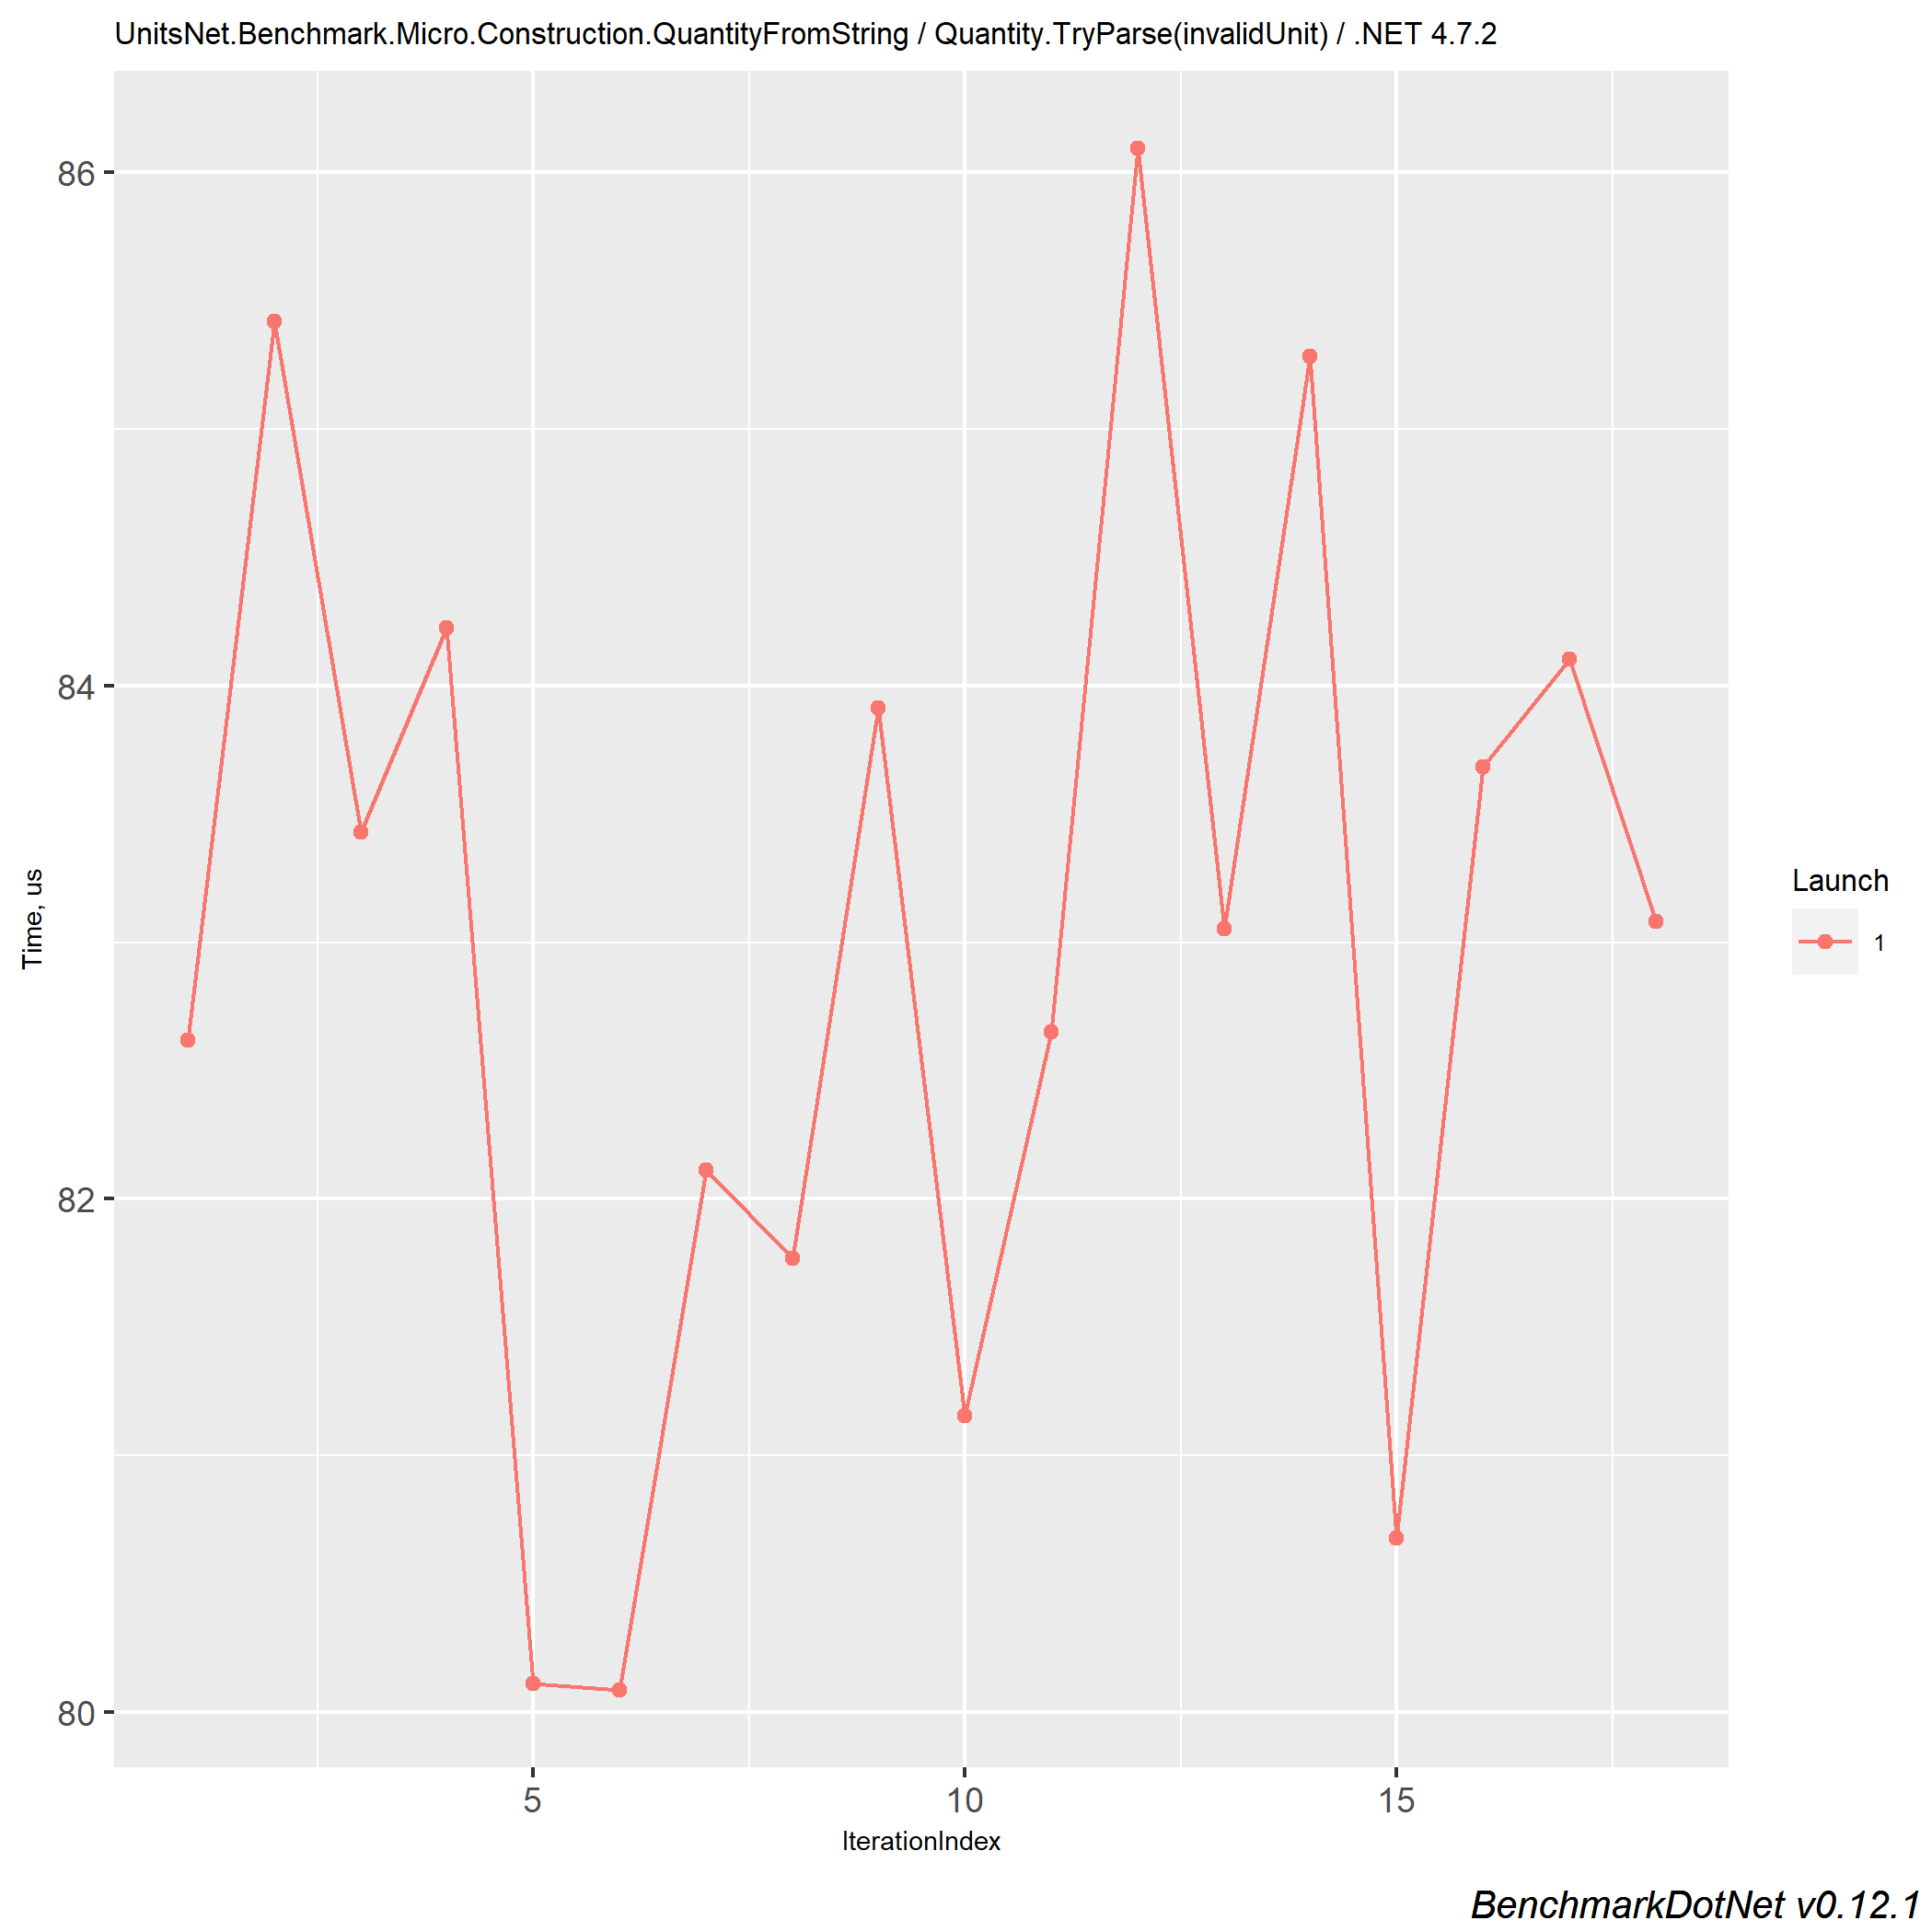 UnitsNet.Benchmark.Micro.Construction.QuantityFromString / Quantity.TryParse(invalidUnit) / .NET 4.7.2
86
84
82
80
Time, us
5 10 15
IterationIndex
Launch
1
BenchmarkDotNet v0.12.1